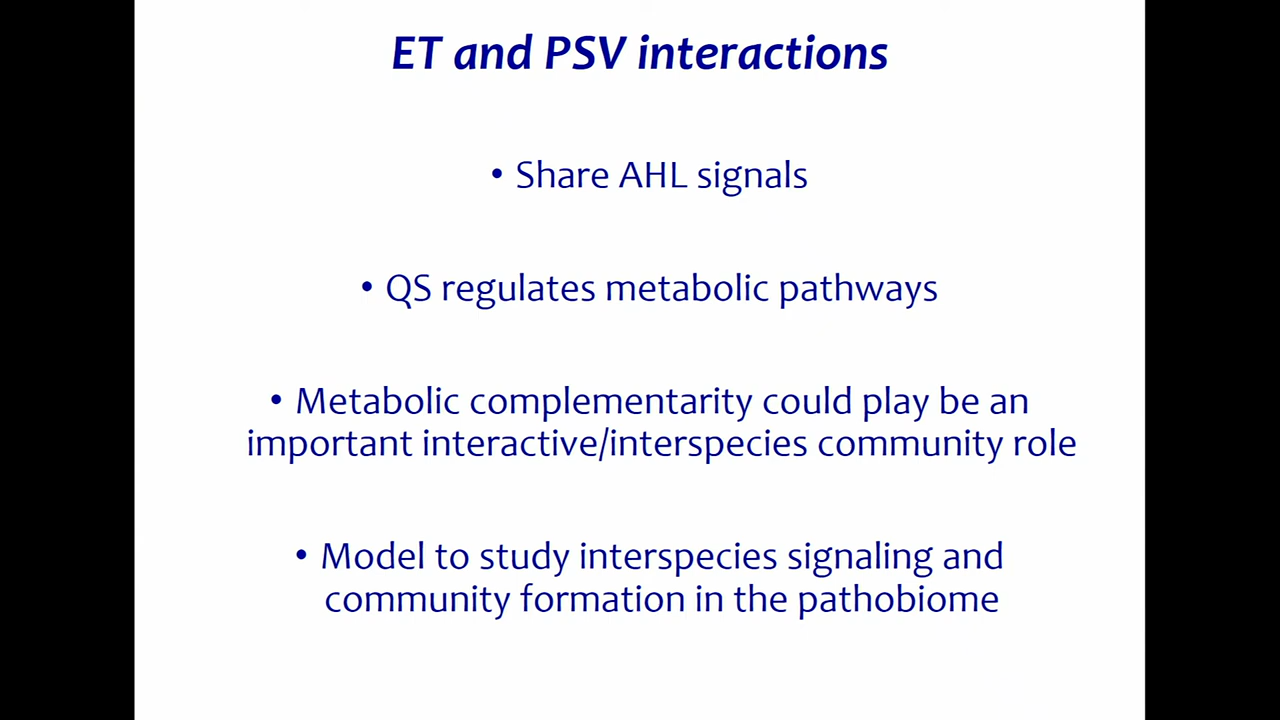 ET and PSV interactions
• Share AHL signals
• QS regulates metabolic pathways
• Metabolic complementarity could play be an
important interactive/interspecies community role
• Model to study interspecies signaling and
community formation in the pathobiome